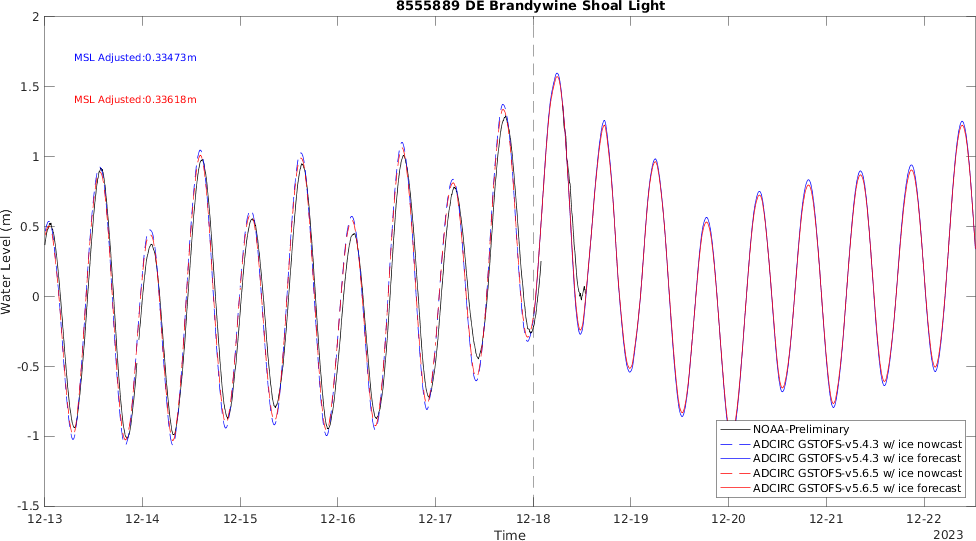 8555889 DE Brandywine Shoal Light
MSL Adjusted:0.33473m
MSL Adjusted:0.33618m
Water Level (m)
2
1.5
1
0.5
0
-0.5
-1
-1.5
NOAA-Preliminary
ADCIRC GSTOFS-v5.4.3 w/ ice nowcast
ADCIRC GSTOFS-v5.4.3 w/ ice forecast
ADCIRC GSTOFS-v5.6.5 w/ ice nowcast
ADCIRC GSTOFS-v5.6.5 w/ ice forecast
12-13 12-14 12-15 12-16 12-17 12-18 12-19 12-20 12-21 12-22
Time
2023